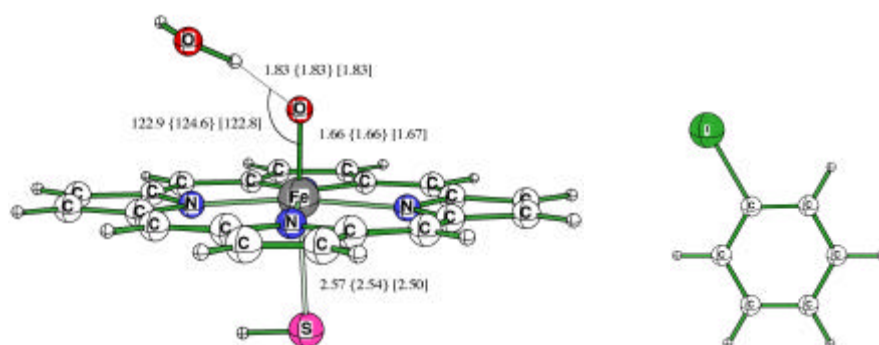 O
1.83 {1.83} [1.83]
O
122.9 {124.6} [122.8]
1.66 {1.66} [1.67]
I
C C
C C C C
C Fe C C
C N N C C
C C N C C
C C
2.57 {2.54} [2.50]
S
C C
C C
C C